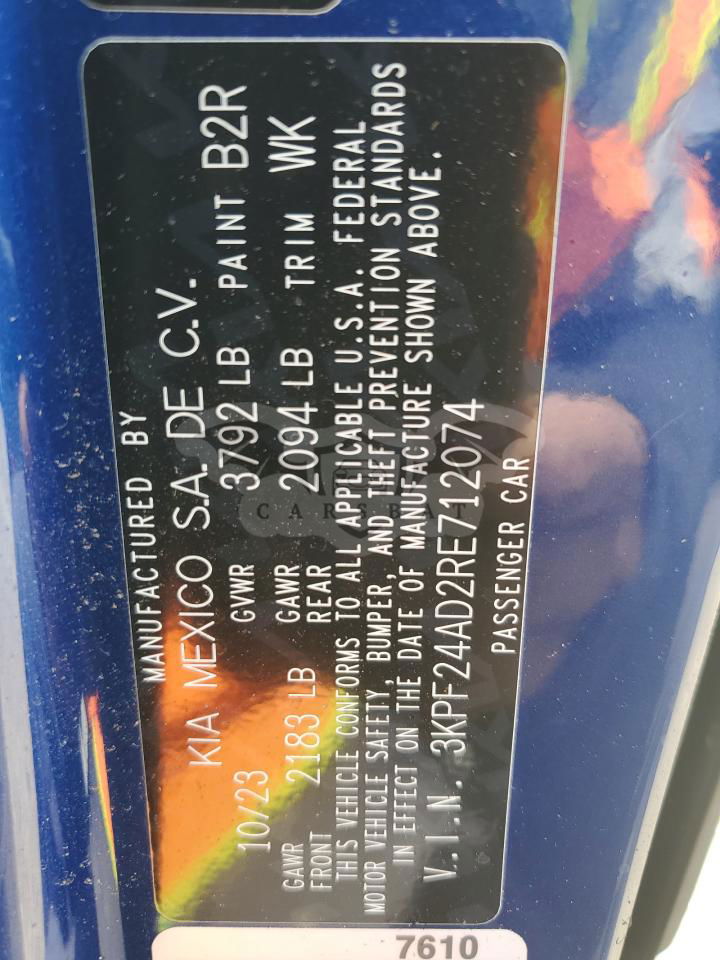 MANUFACTURED BY
KIA MEXICO S.A. DE C.V.
10/23 GVWR 3792 LB PAINT B2R
GAWR FRONT 2183 LB GAWR REAR 2094 LB TRIM WK
THIS VEHICLE CONFORMS TO ALL APPLICABLE U.S.A. FEDERAL
MOTOR VEHICLE SAFETY, BUMPER, AND THEFT PREVENTION STANDARDS
IN EFFECT ON THE DATE OF MANUFACTURE SHOWN ABOVE.
V.I.N. 3KPF24AD2RE712074
PASSENGER CAR
CARSBAT
7610